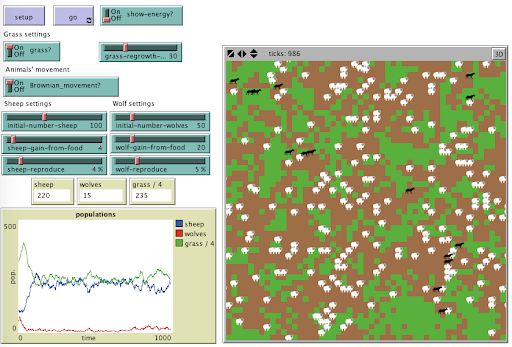 setup
go
On
Off
show-energy?
Grass settings
On
Off
grass?
grass-regrowth-... 30
Animals' movement
On
Off
Brownian_movement?
Sheep settings
Wolf settings
initial-number-sheep 100
initial-number-wolves 50
sheep-gain-from-food 4
wolf-gain-from-food 20
sheep-reproduce 4 %
wolf-reproduce 5 %
sheep
220
wolves
15
grass / 4
235
populations
500
pop.
0
0
time
1000
sheep
wolves
grass / 4
ticks: 986
3D